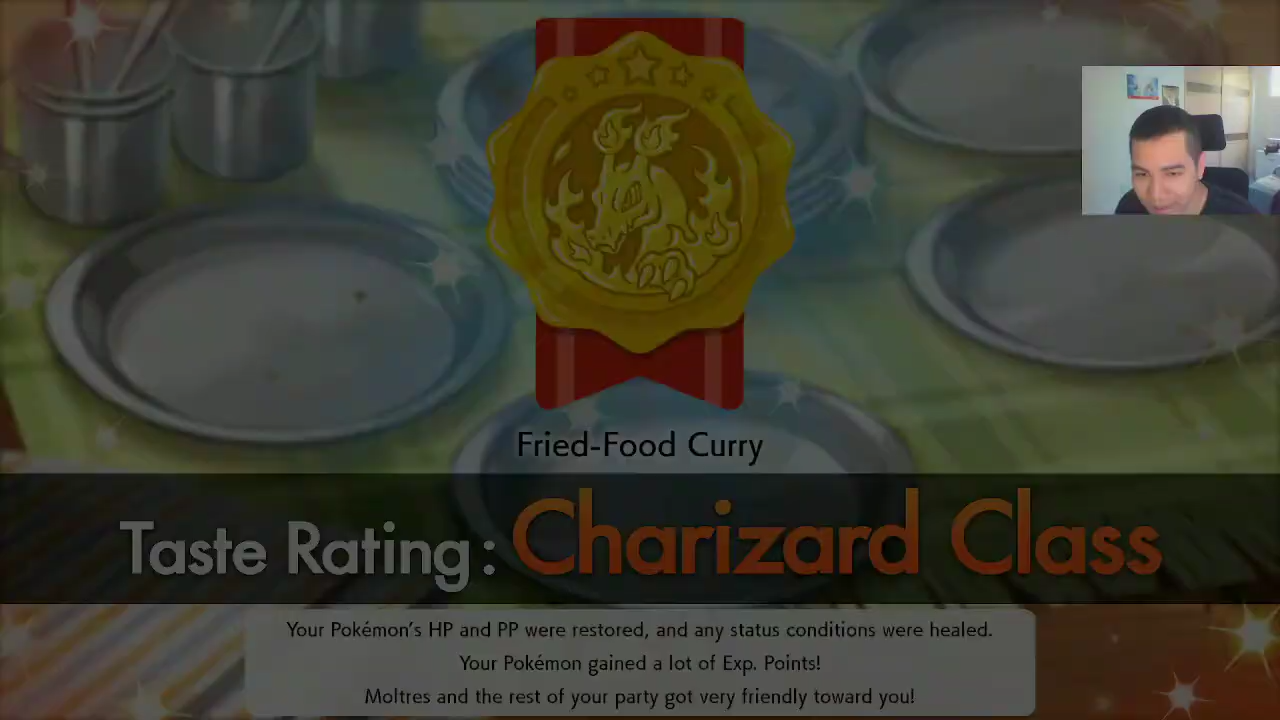 Fried-Food Curry
Taste Rating: Charizard Class
Your Pokémon's HP and PP were restored, and any status conditions were healed.
Your Pokémon gained a lot of Exp. Points!
Moltres and the rest of your party got very friendly toward you!